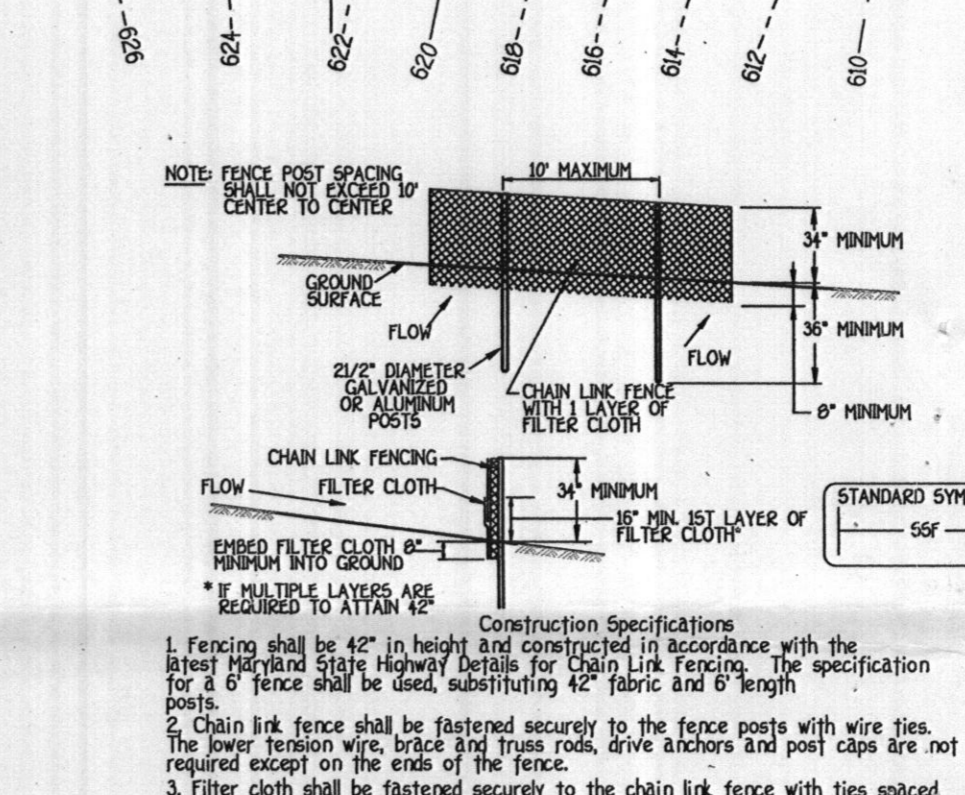 626
624
622
620
618
616
614
612
610
NOTE: FENCE POST SPACING
SHALL NOT EXCEED 10'
CENTER TO CENTER
10' MAXIMUM
34" MINIMUM
GROUND
SURFACE
36" MINIMUM
FLOW
FLOW
21/2" DIAMETER
GALVANIZED
OR ALUMINUM
POSTS
CHAIN LINK FENCE
WITH 1 LAYER OF
FILTER CLOTH
8" MINIMUM
CHAIN LINK FENCING
FLOW
FILTER CLOTH
34" MINIMUM
STANDARD SYM
16" MIN. 1ST LAYER OF
FILTER CLOTH*
SSF
EMBED FILTER CLOTH 8"
MINIMUM INTO GROUND
* IF MULTIPLE LAYERS ARE
REQUIRED TO ATTAIN 42"
Construction Specifications
1. Fencing shall be 42" in height and constructed in accordance with the
latest Maryland State Highway Details for Chain Link Fencing. The specification
for a 6' fence shall be used, substituting 42" fabric and 6' length
posts.
2. Chain link fence shall be fastened securely to the fence posts with wire ties.
The lower tension wire, brace and truss rods, drive anchors and post caps are not
required except on the ends of the fence.
3. Filter cloth shall be fastened securely to the chain link fence with ties spaced